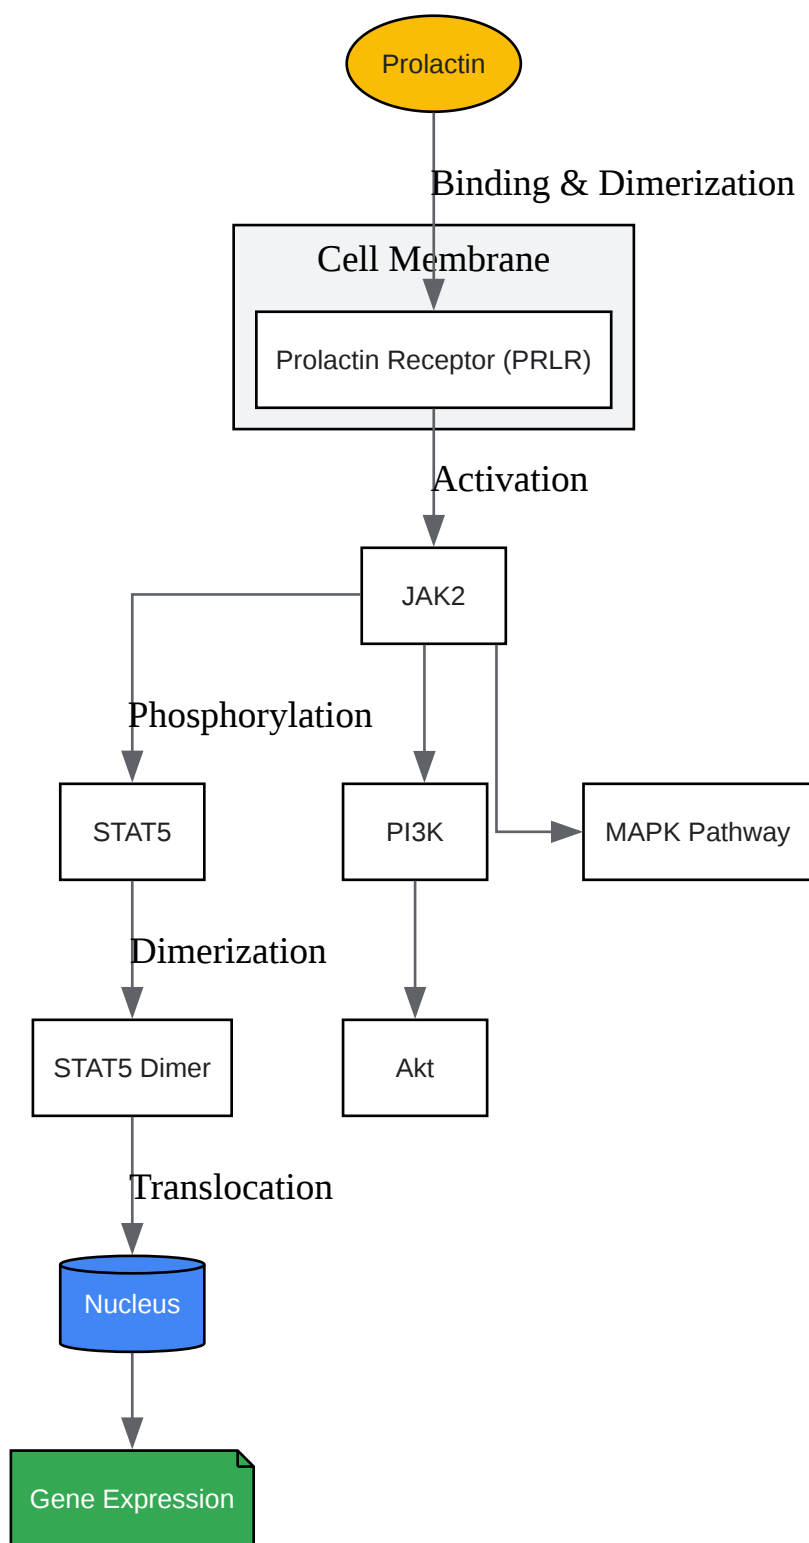 Prolactin
Binding & Dimerization
Cell Membrane
Prolactin Receptor (PRLR)
Activation
JAK2
Phosphorylation
STAT5
PI3K
MAPK Pathway
Dimerization
STAT5 Dimer
Akt
Translocation
Nucleus
Gene Expression